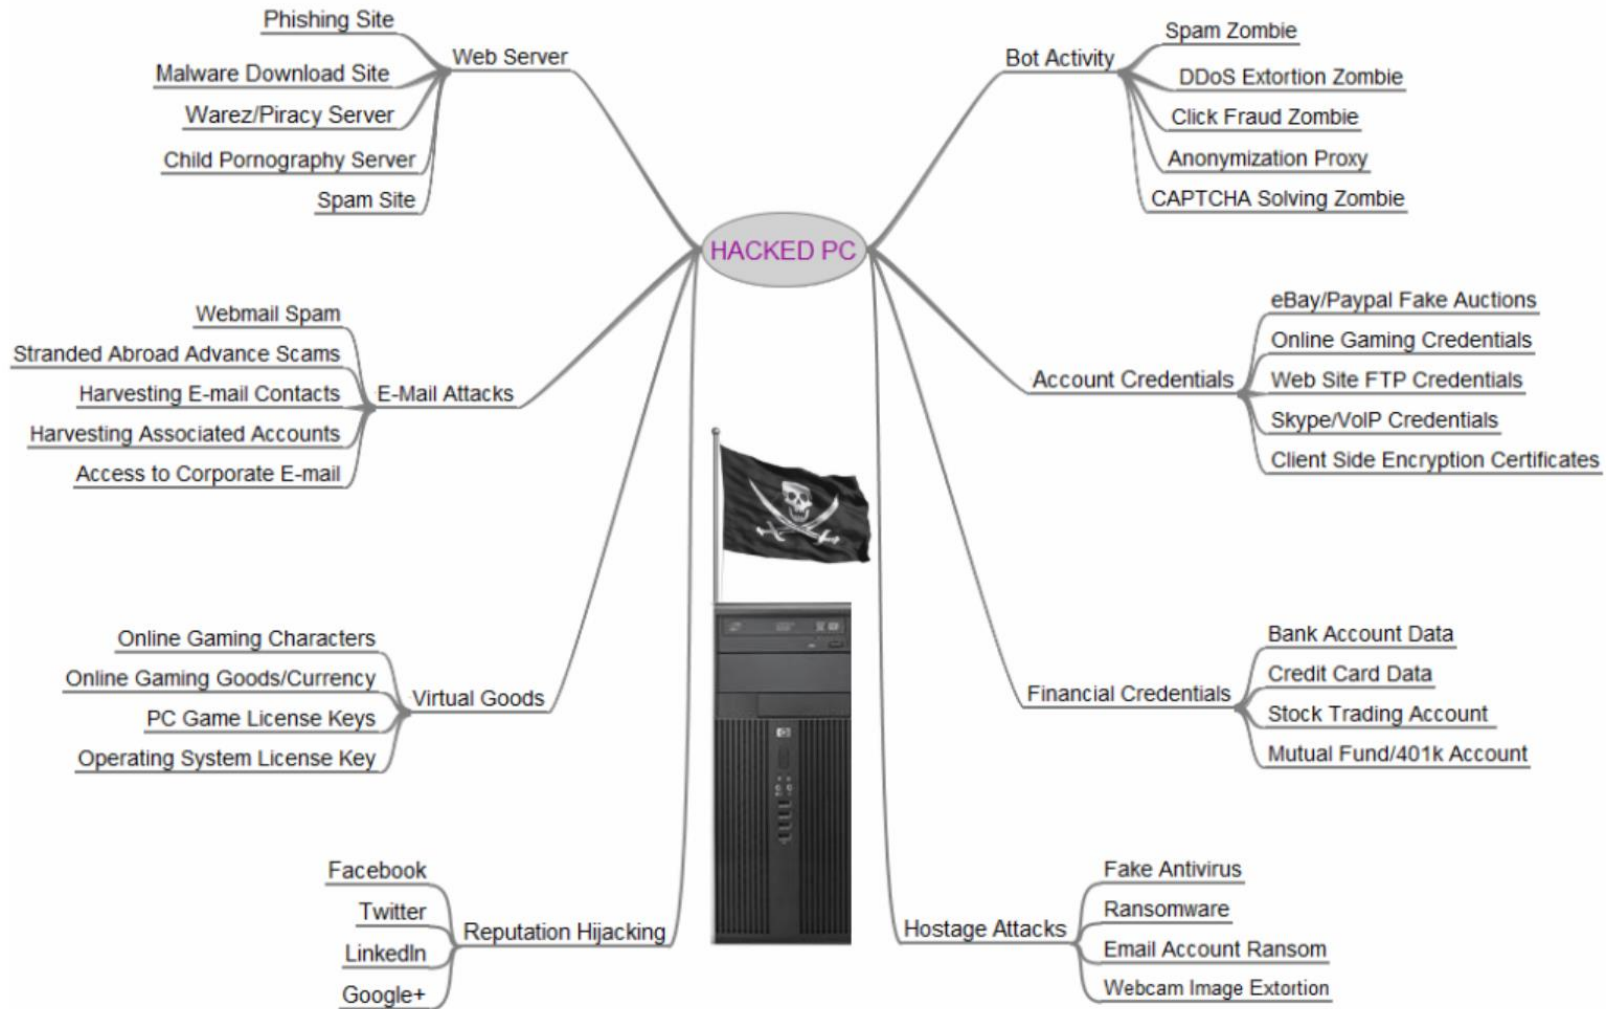 HACKED PC
Web Server
Phishing Site
Malware Download Site
Warez/Piracy Server
Child Pornography Server
Spam Site
E-Mail Attacks
Webmail Spam
Stranded Abroad Advance Scams
Harvesting E-mail Contacts
Harvesting Associated Accounts
Access to Corporate E-mail
Virtual Goods
Online Gaming Characters
Online Gaming Goods/Currency
PC Game License Keys
Operating System License Key
Reputation Hijacking
Facebook
Twitter
LinkedIn
Google+
Bot Activity
Spam Zombie
DDoS Extortion Zombie
Click Fraud Zombie
Anonymization Proxy
CAPTCHA Solving Zombie
Account Credentials
eBay/Paypal Fake Auctions
Online Gaming Credentials
Web Site FTP Credentials
Skype/VoIP Credentials
Client Side Encryption Certificates
Financial Credentials
Bank Account Data
Credit Card Data
Stock Trading Account
Mutual Fund/401k Account
Hostage Attacks
Fake Antivirus
Ransomware
Email Account Ransom
Webcam Image Extortion
hp